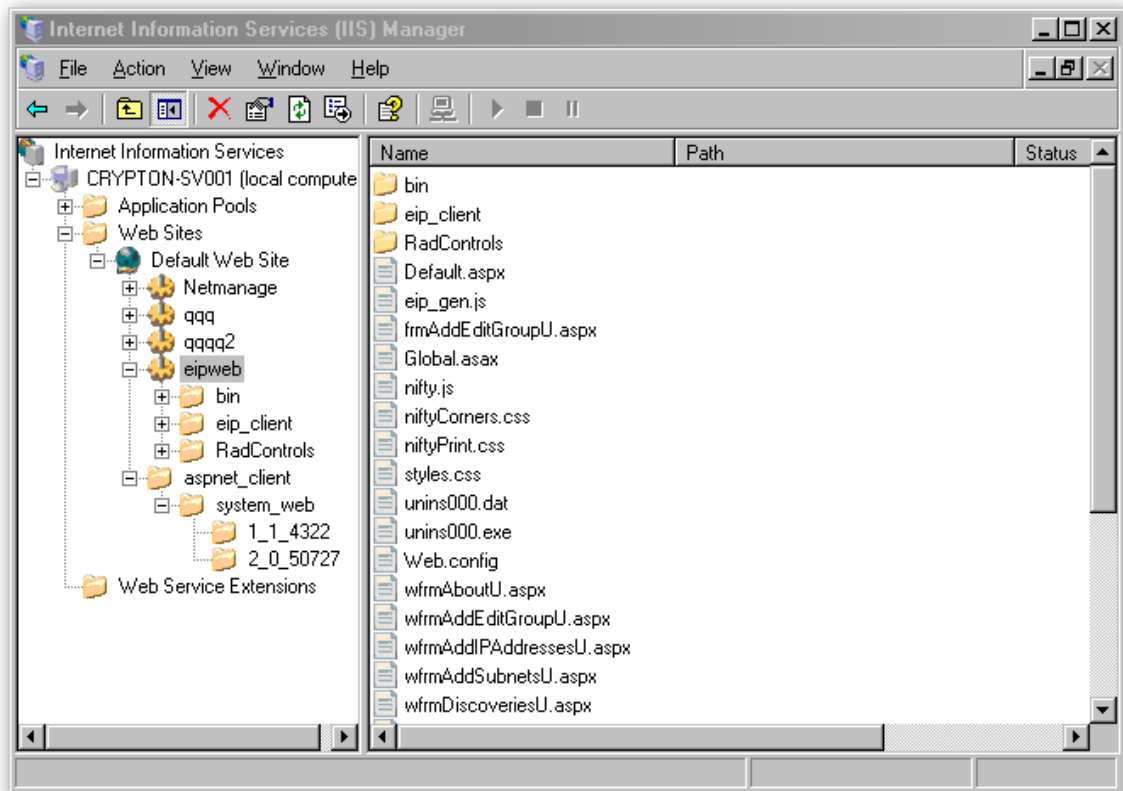 Internet Information Services (IIS) Manager
File Action View Window Help
Internet Information Services
CRYPTON-SV001 (local compute
Application Pools
Web Sites
Default Web Site
Netmanage
qqq
qqqq2
eipweb
bin
eip_client
RadControls
aspnet_client
system_web
1_1_4322
2_0_50727
Web Service Extensions
Name Path Status
bin
eip_client
RadControls
Default.aspx
eip_gen.js
frmAddEditGroupU.aspx
Global.asax
nifty.js
niftyCorners.css
niftyPrint.css
styles.css
unins000.dat
unins000.exe
Web.config
wfrmAboutU.aspx
wfrmAddEditGroupU.aspx
wfrmAddIPAddressesU.aspx
wfrmAddSubnetsU.aspx
wfrmDiscoveriesU.aspx